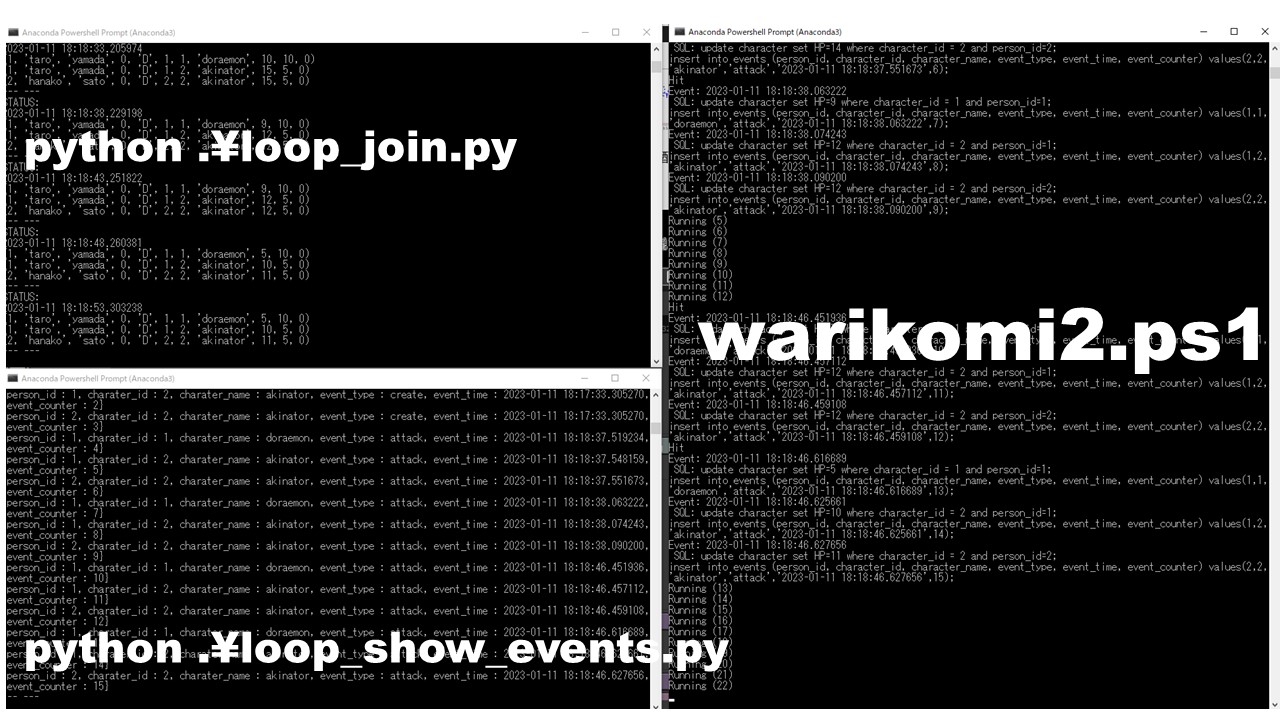 Anaconda Powershell Prompt (Anaconda3)
023-01-11 18:18:33.205974
1, 'taro', 'yamada', 0, 'D', 1, 1, 'doraemon', 10, 10, 0)
1, 'taro', 'yamada', 0, 'D', 1, 2, 'akinator', 15, 5, 0)
2, 'hanako', 'sato', 0, 'D', 2, 2, 'akinator', 15, 5, 0)
-- ---
STATUS:
023-01-11 18:18:38.229198
1, 'taro', 'yamada', 0, 'D', 1, 1, 'doraemon', 9, 10, 0)
python .¥loop_join.py
023-01-11 18:18:43.251822
1, 'taro', 'yamada', 0, 'D', 1, 1, 'doraemon', 9, 10, 0)
1, 'taro', 'yamada', 0, 'D', 1, 2, 'akinator', 12, 5, 0)
2, 'hanako', 'sato', 0, 'D', 2, 2, 'akinator', 12, 5, 0)
-- ---
STATUS:
023-01-11 18:18:48.260381
1, 'taro', 'yamada', 0, 'D', 1, 1, 'doraemon', 5, 10, 0)
1, 'taro', 'yamada', 0, 'D', 1, 2, 'akinator', 10, 5, 0)
2, 'hanako', 'sato', 0, 'D', 2, 2, 'akinator', 11, 5, 0)
-- ---
STATUS:
023-01-11 18:18:53.303238
1, 'taro', 'yamada', 0, 'D', 1, 1, 'doraemon', 5, 10, 0)
1, 'taro', 'yamada', 0, 'D', 1, 2, 'akinator', 10, 5, 0)
2, 'hanako', 'sato', 0, 'D', 2, 2, 'akinator', 11, 5, 0)
-- ---
Anaconda Powershell Prompt (Anaconda3)
person_id : 1, charater_id : 2, charater_name : akinator, event_type : create, event_time : 2023-01-11 18:17:33.305270,
event_counter : 2}
person_id : 2, charater_id : 2, charater_name : akinator, event_type : create, event_time : 2023-01-11 18:17:33.305270,
event_counter : 3}
person_id : 1, charater_id : 1, charater_name : doraemon, event_type : attack, event_time : 2023-01-11 18:18:37.519234,
event_counter : 4}
person_id : 1, charater_id : 2, charater_name : akinator, event_type : attack, event_time : 2023-01-11 18:18:37.548159,
event_counter : 5}
person_id : 2, charater_id : 2, charater_name : akinator, event_type : attack, event_time : 2023-01-11 18:18:37.551673,
event_counter : 6}
person_id : 1, charater_id : 1, charater_name : doraemon, event_type : attack, event_time : 2023-01-11 18:18:38.063222,
event_counter : 7}
person_id : 1, charater_id : 2, charater_name : akinator, event_type : attack, event_time : 2023-01-11 18:18:38.074243,
event_counter : 8}
person_id : 2, charater_id : 2, charater_name : akinator, event_type : attack, event_time : 2023-01-11 18:18:38.090200,
event_counter : 9}
person_id : 1, charater_id : 1, charater_name : doraemon, event_type : attack, event_time : 2023-01-11 18:18:46.451936,
event_counter : 10}
person_id : 1, charater_id : 2, charater_name : akinator, event_type : attack, event_time : 2023-01-11 18:18:46.457112,
event_counter : 11}
person_id : 2, charater_id : 2, charater_name : akinator, event_type : attack, event_time : 2023-01-11 18:18:46.459108,
event_counter : 12}
person_id : 1, charater_id : 1, charater_name : doraemon, event_type : attack, event_time : 2023-01-11 18:18:46.616689,
python .¥loop_show_events.py
person_id : 2, charater_id : 2, charater_name : akinator, event_type : attack, event_time : 2023-01-11 18:18:46.627656,
event_counter : 15}
-- ---
Anaconda Powershell Prompt (Anaconda3)
SQL: update character set HP=14 where character_id = 2 and person_id=2;
insert into events (person_id, character_id, character_name, event_type, event_time, event_counter) values(2,2,
'akinator','attack','2023-01-11 18:18:37.551673',6);
Hit
Event: 2023-01-11 18:18:38.063222
SQL: update character set HP=9 where character_id = 1 and person_id=1;
insert into events (person_id, character_id, character_name, event_type, event_time, event_counter) values(1,1,
'doraemon','attack','2023-01-11 18:18:38.063222',7);
Event: 2023-01-11 18:18:38.074243
SQL: update character set HP=12 where character_id = 2 and person_id=1;
insert into events (person_id, character_id, character_name, event_type, event_time, event_counter) values(1,2,
'akinator','attack','2023-01-11 18:18:38.074243',8);
Event: 2023-01-11 18:18:38.090200
SQL: update character set HP=12 where character_id = 2 and person_id=2;
insert into events (person_id, character_id, character_name, event_type, event_time, event_counter) values(2,2,
'akinator','attack','2023-01-11 18:18:38.090200',9);
Running (5)
Running (6)
Running (7)
Running (8)
Running (9)
Running (10)
Running (11)
Running (12)
Hit
Event: 2023-01-11 18:18:46.451936
warikomi2.ps1
SQL: update character set HP=12 where character_id = 2 and person_id=1;
insert into events (person_id, character_id, character_name, event_type, event_time, event_counter) values(1,2,
'akinator','attack','2023-01-11 18:18:46.457112',11);
Event: 2023-01-11 18:18:46.459108
SQL: update character set HP=12 where character_id = 2 and person_id=2;
insert into events (person_id, character_id, character_name, event_type, event_time, event_counter) values(2,2,
'akinator','attack','2023-01-11 18:18:46.459108',12);
Hit
Event: 2023-01-11 18:18:46.616689
SQL: update character set HP=5 where character_id = 1 and person_id=1;
insert into events (person_id, character_id, character_name, event_type, event_time, event_counter) values(1,1,
'doraemon','attack','2023-01-11 18:18:46.616689',13);
Event: 2023-01-11 18:18:46.625661
SQL: update character set HP=10 where character_id = 2 and person_id=1;
insert into events (person_id, character_id, character_name, event_type, event_time, event_counter) values(1,2,
'akinator','attack','2023-01-11 18:18:46.625661',14);
Event: 2023-01-11 18:18:46.627656
SQL: update character set HP=11 where character_id = 2 and person_id=2;
insert into events (person_id, character_id, character_name, event_type, event_time, event_counter) values(2,2,
'akinator','attack','2023-01-11 18:18:46.627656',15);
Running (13)
Running (14)
Running (15)
Running (16)
Running (17)
Running (21)
Running (22)